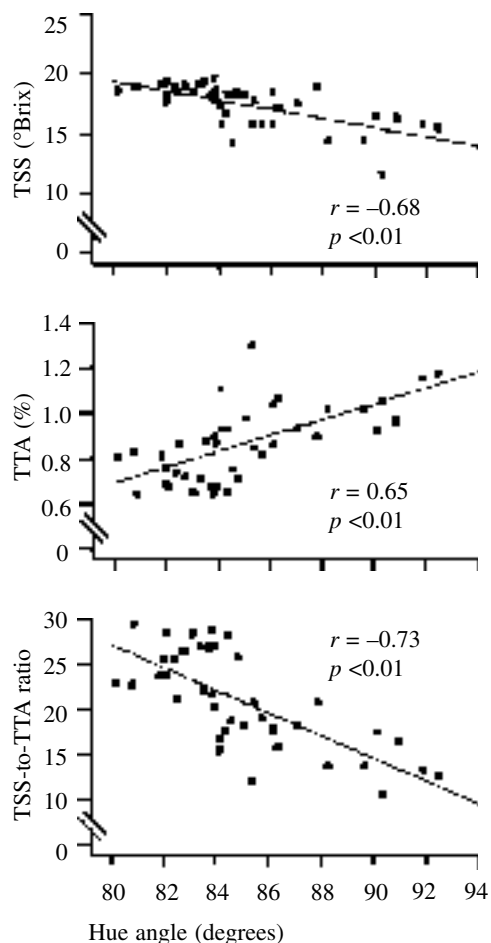 25
20
15
10
0
TSS (°Brix)
r = –0.68
p <0.01
1.4
1.2
1.0
0.8
0.6
0
TTA (%)
r = 0.65
p <0.01
30
25
20
15
10
0
TSS-to-TTA ratio
r = –0.73
p <0.01
80 82 84 86 88 90 92 94
Hue angle (degrees)